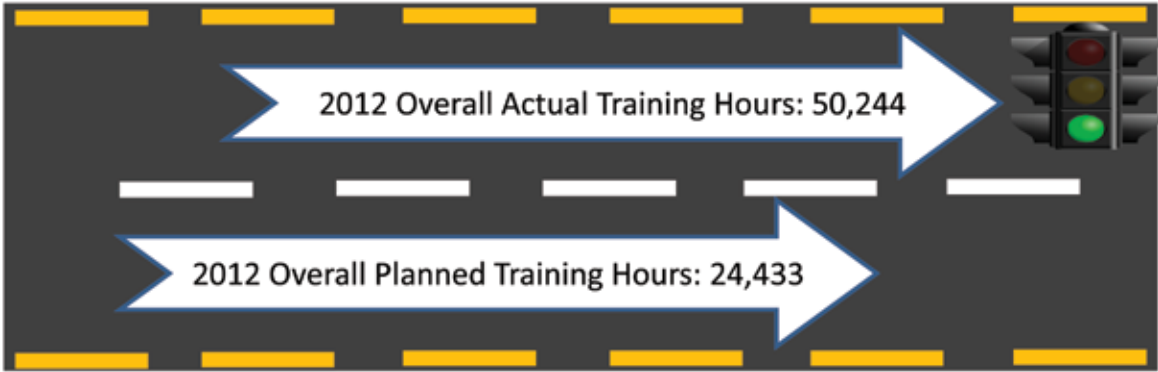 2012 Overall Actual Training Hours: 50,244
2012 Overall Planned Training Hours: 24,433